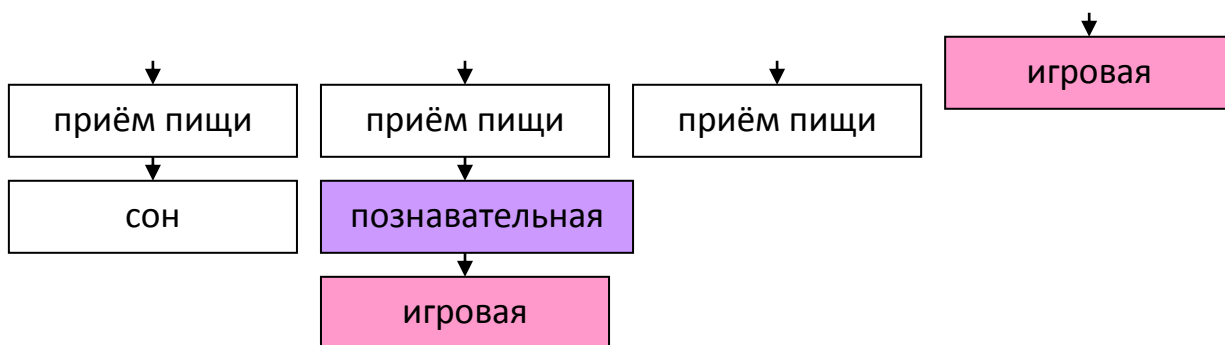 игровая
приём пищи
приём пищи
приём пищи
сон
познавательная
игровая